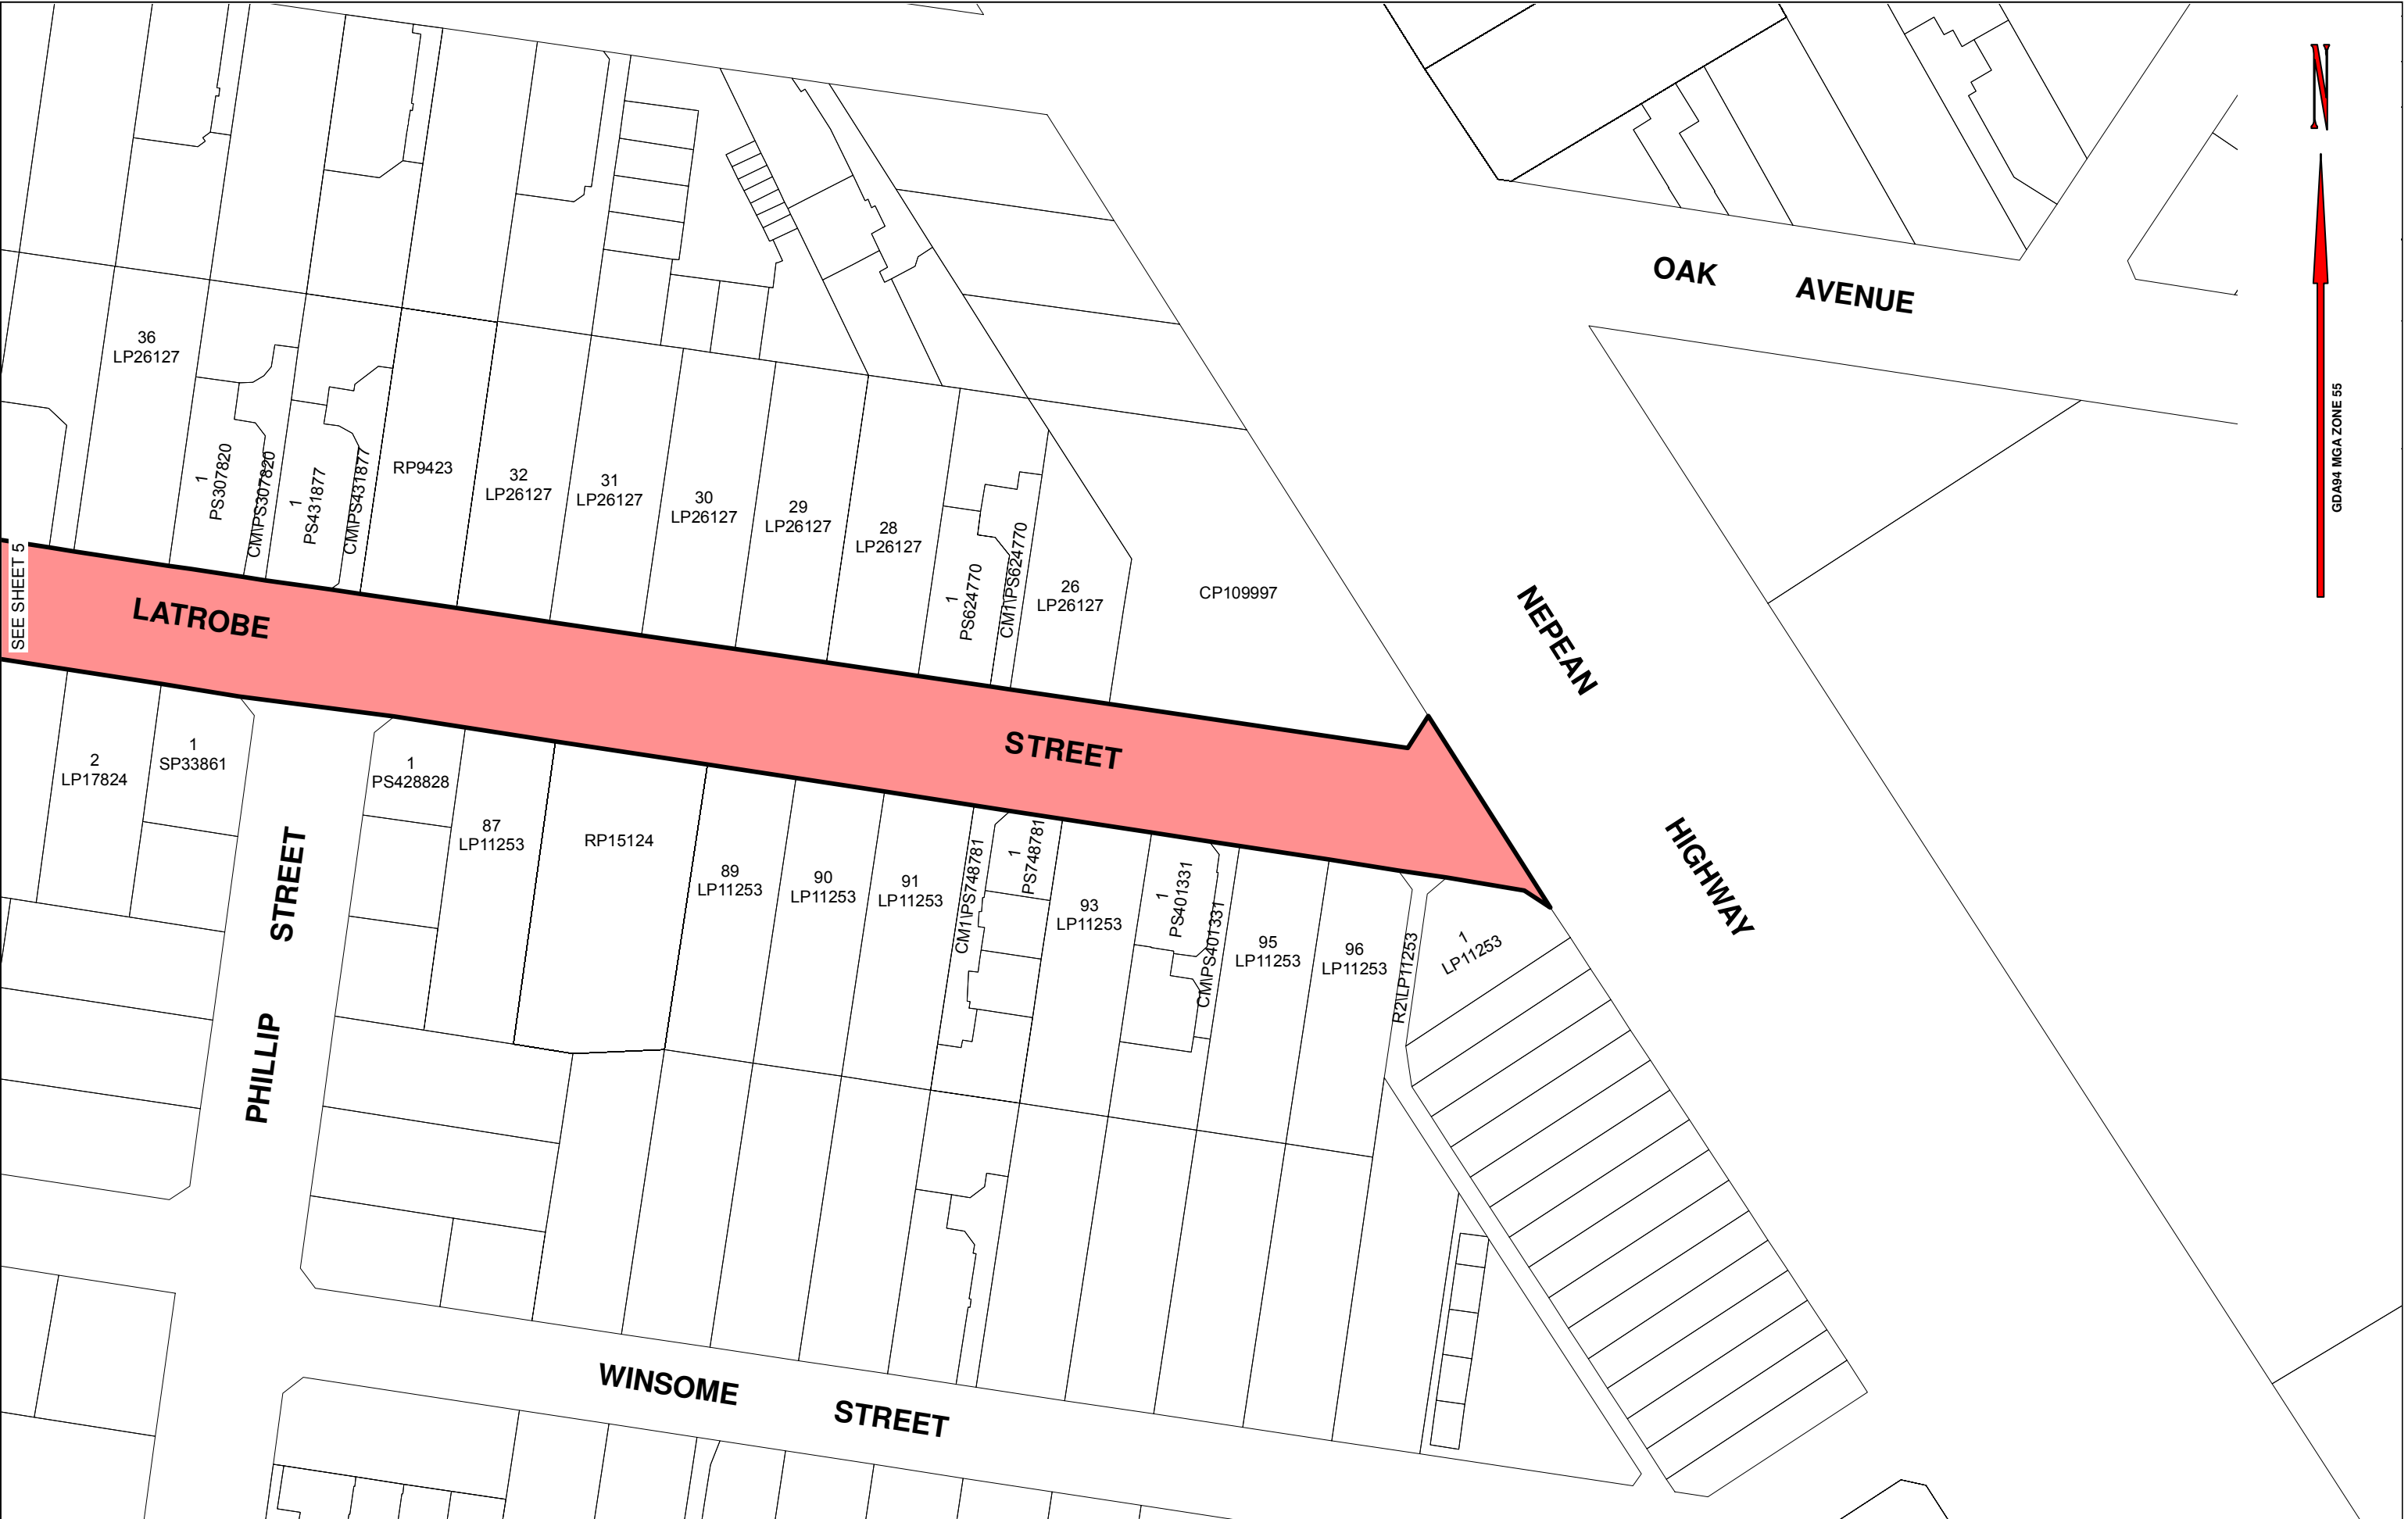 N
GDA94 MGA ZONE 55
OAK AVENUE
36
LP26127
1
PS307820
CM\PS307820
1
PS431877
CM\PS431877
RP9423
32
LP26127
31
LP26127
30
LP26127
29
LP26127
28
LP26127
1
PS624770
CM1\PS624770
26
LP26127
CP109997
NEPEAN HIGHWAY
SEE SHEET 5
LATROBE STREET
2
LP17824
1
SP33861
PHILLIP STREET
1
PS428828
87
LP11253
RP15124
89
LP11253
90
LP11253
91
LP11253
CM1\PS748781
1
PS748781
93
LP11253
1
PS401331
CM\PS401331
95
LP11253
96
LP11253
R2\LP11253
1
LP11253
WINSOME STREET